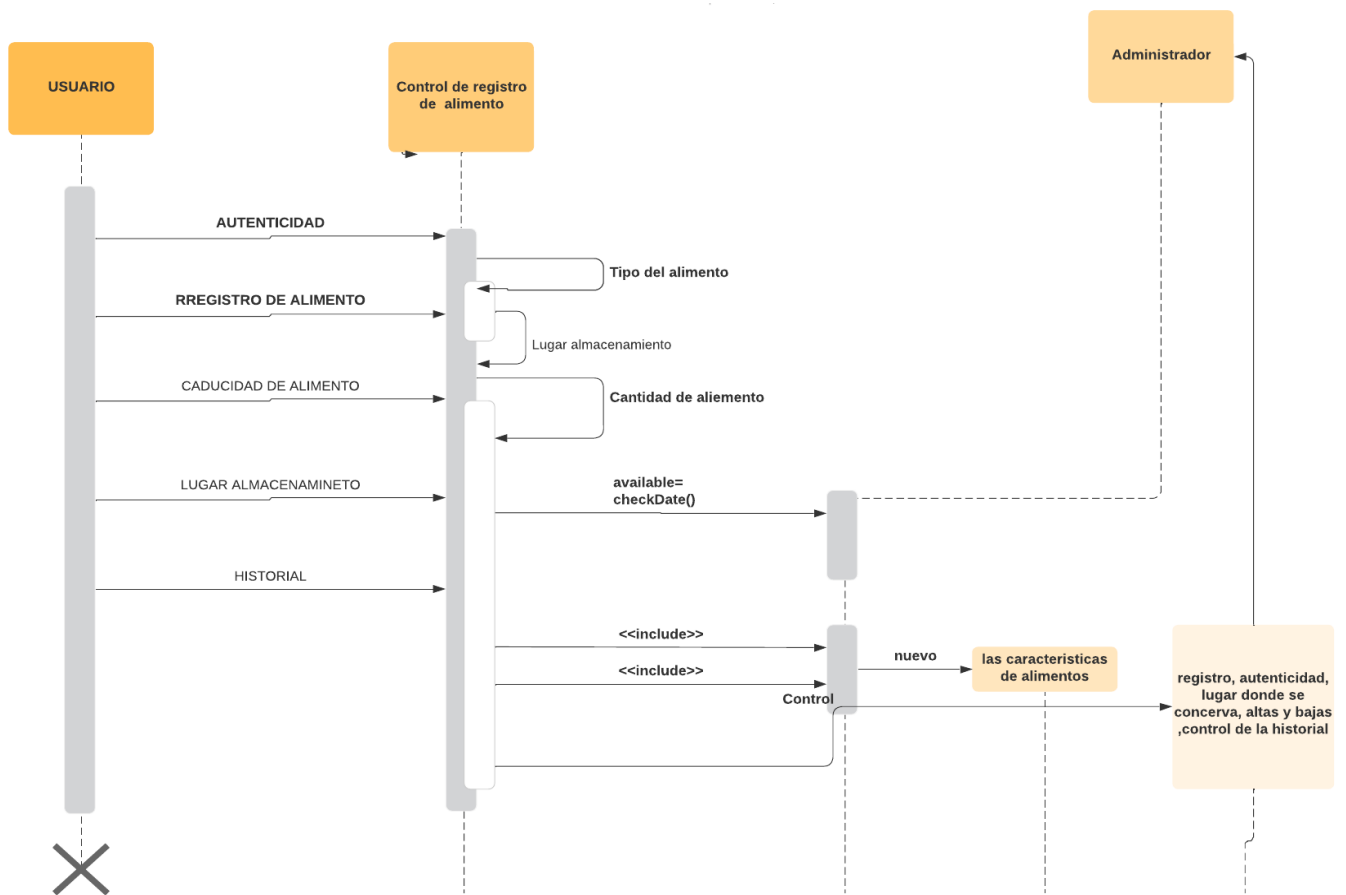 Administrador
USUARIO
Control de registro
de alimento
AUTENTICIDAD
Tipo del alimento
RREGISTRO DE ALIMENTO
Lugar almacenamiento
CADUCIDAD DE ALIMENTO
Cantidad de aliemento
LUGAR ALMACENAMINETO
available=
checkDate()
HISTORIAL
<<include>>
nuevo
las caracteristicas
de alimentos
<<include>>
Control
registro, autenticidad,
lugar donde se
concerva, altas y bajas
,control de la historial